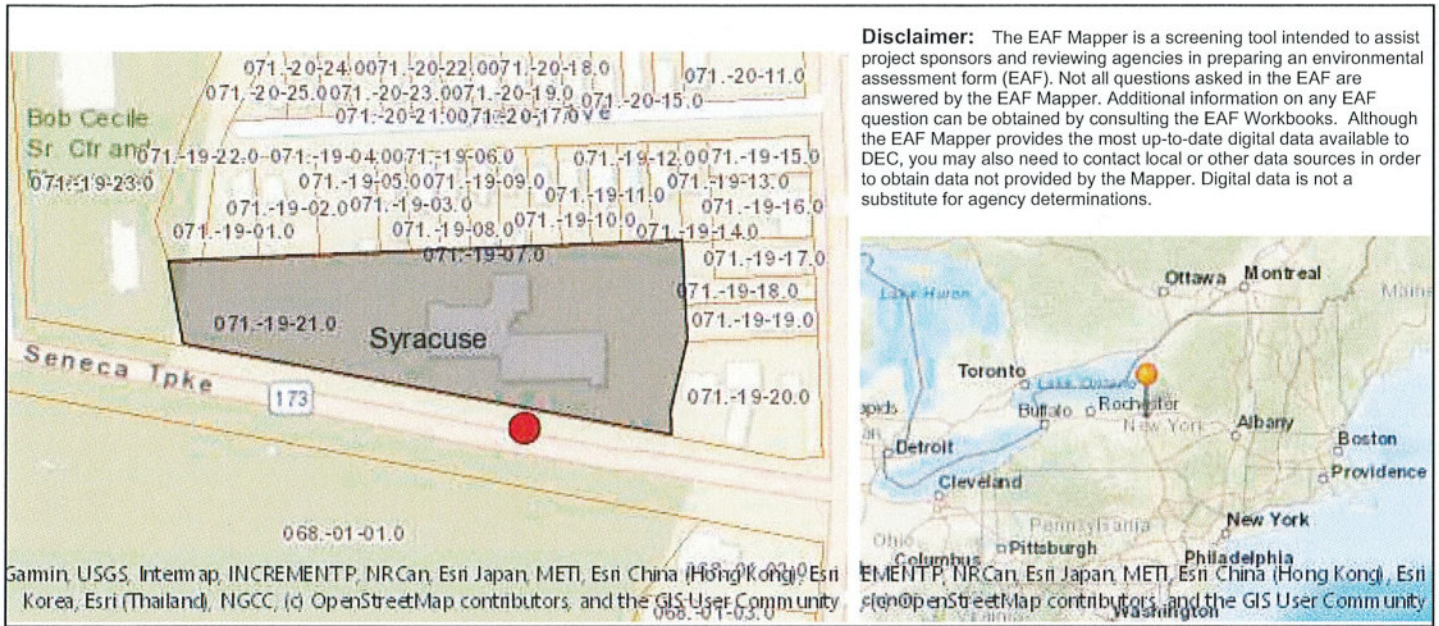 Disclaimer: The EAF Mapper is a screening tool intended to assist
project sponsors and reviewing agencies in preparing an environmental
assessment form (EAF). Not all questions asked in the EAF are
answered by the EAF Mapper. Additional information on any EAF
question can be obtained by consulting the EAF Workbooks. Although
the EAF Mapper provides the most up-to-date digital data available to
DEC, you may also need to contact local or other data sources in order
to obtain data not provided by the Mapper. Digital data is not a
substitute for agency determinations.
071.-20-24.0 071.-20-22.0 071.-20-18.0
071.-20-11.0
071.-20-25.0 071.-20-23.0 071.-20-19.0
071.-20-15.0
071.-20-21.0 071.-20-17.0 ve
Bob Cecile
Sr. Ctr and
071.-19-22.0 071.-19-04.0 071.-19-06.0
071.-19-12.0 071.-19-15.0
071.-19-23.0
071.-19-05.0 071.-19-09.0
071.-19-13.0
071.-19-11.0
071.-19-02.0 071.-19-03.0
071.-19-16.0
071.-19-01.0
071.-19-08.0 071.-19-10.0
071.-19-14.0
071.-19-07.0
071.-19-17.0
071.-19-18.0
071.-19-21.0
071.-19-19.0
Syracuse
Seneca Tpke
173
071.-19-20.0
068.-01-01.0
068.-01-03.0
Garmin, USGS, Intermap, INCREMENT P, NRCan, Esri Japan, METI, Esri China (Hong Kong), Esri
Korea, Esri (Thailand), NGCC, (c) OpenStreetMap contributors, and the GIS User Community
Ottawa
Montreal
Lake Huron
Maine
Toronto
Lake Ontario
Buffalo
Rochester
New York
Albany
apids
Detroit
Boston
Providence
Cleveland
New York
Pennsylvania
Ohio
Pittsburgh
Columbus
Philadelphia
EMENT P, NRCan, Esri Japan, METI, Esri China (Hong Kong), Esri
(c) OpenStreetMap contributors, and the GIS User Community
Washington
Virginia